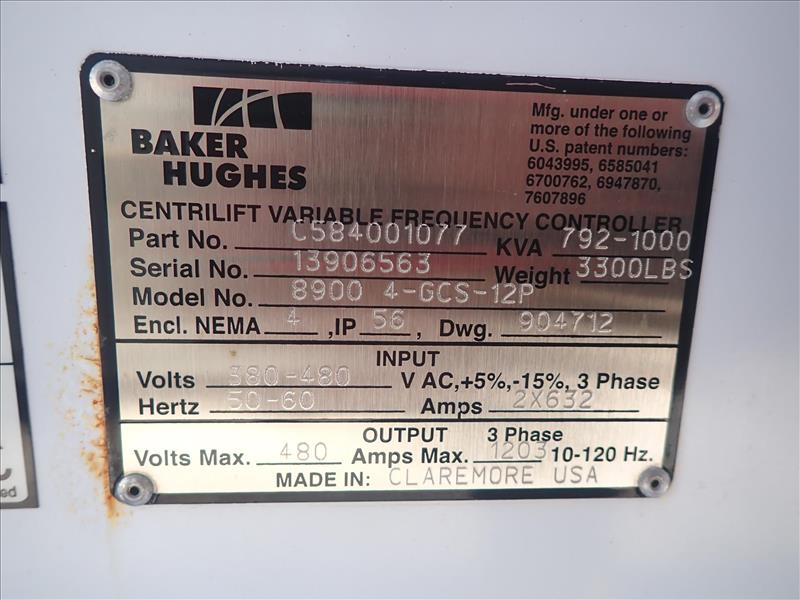 BAKER
HUGHES
Mfg. under one or
more of the following
U.S. patent numbers:
6043995, 6585041
6700762, 6947870,
7607896
CENTRILIFT VARIABLE FREQUENCY CONTROLLER
Part No. C584001077 KVA 792-1000
Serial No. 13906563 Weight 3300LBS
Model No. 8900 4-GCS-12P
Encl. NEMA 4 ,IP 56 , Dwg. 904712
INPUT
Volts 380-480 V AC,+5%,-15%, 3 Phase
Hertz 50-60 Amps 2X632
OUTPUT 3 Phase
Volts Max. 480 Amps Max. 1203 10-120 Hz.
MADE IN: CLAREMORE USA